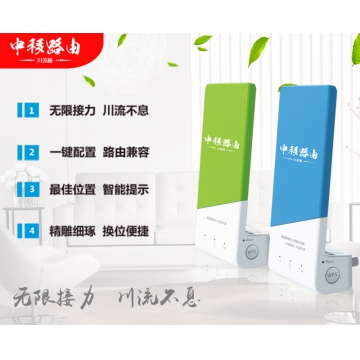 中移路由
川流器
1 无限接力 川流不息
2 一键配置 路由兼容
3 最佳位置 智能提示
4 精雕细琢 换位便捷
中移路由
中移路由
WPS
WPS
无限接力 川流不息